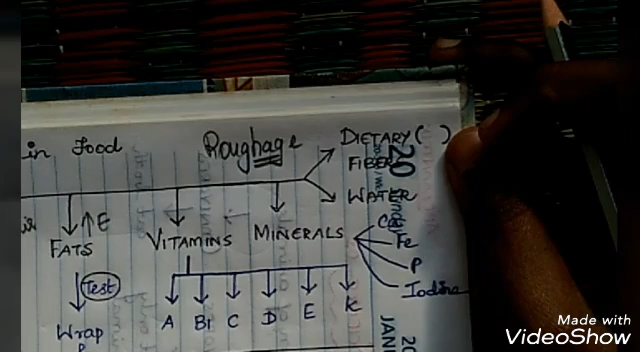 in Food
Roughage
DIETARY ( )
FIBER
WATER
20
FATS ↑E
VITAMINS
MINERALS
Ca
Fe
P
Iodine
Test
Wrap
A B1 C D E K
JAN
Made with
VideoShow